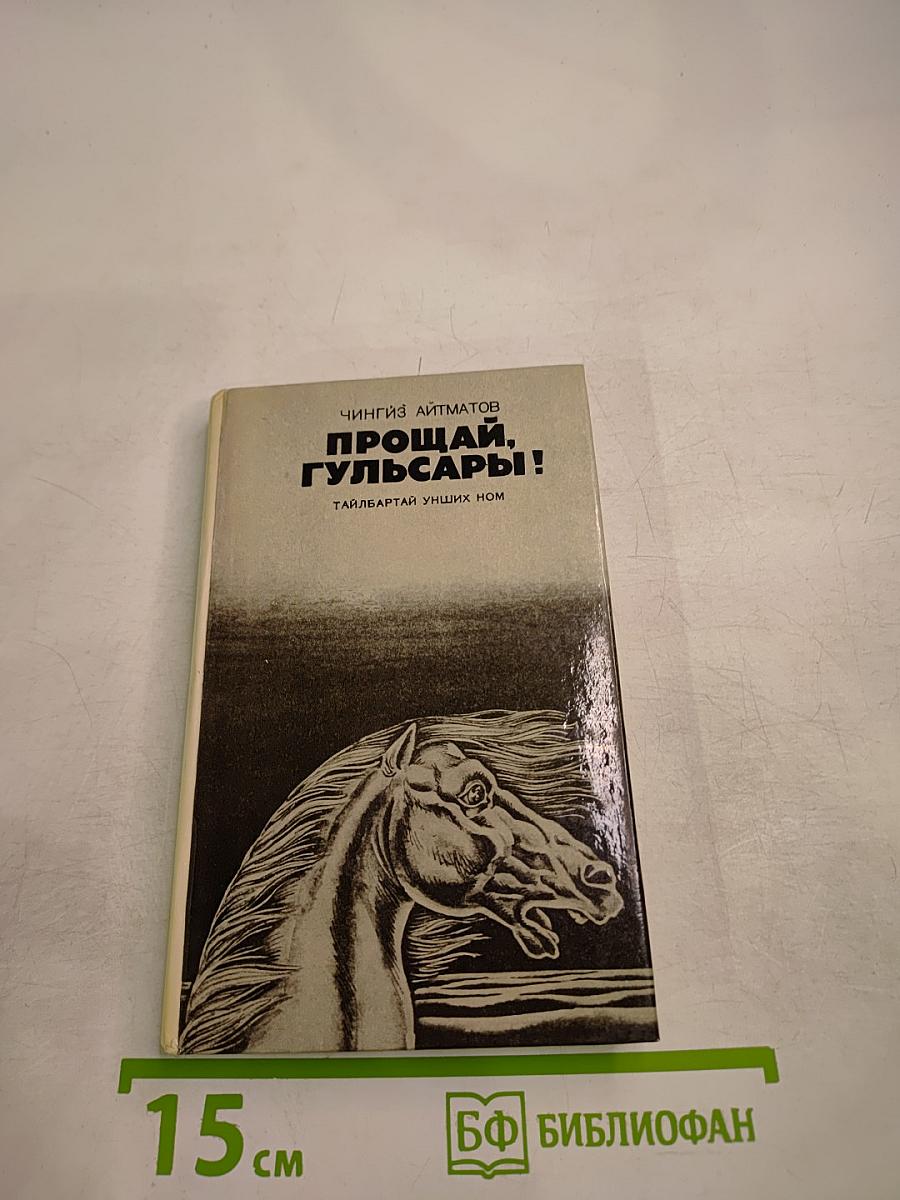 ЧИНГИЗ АЙТМАТОВ
ПРОЩАЙ,
ГУЛЬСАРЫ!
ТАЙЛБАРТАЙ УНШИХ НОМ
15 см
БФ БИБЛИОФАН